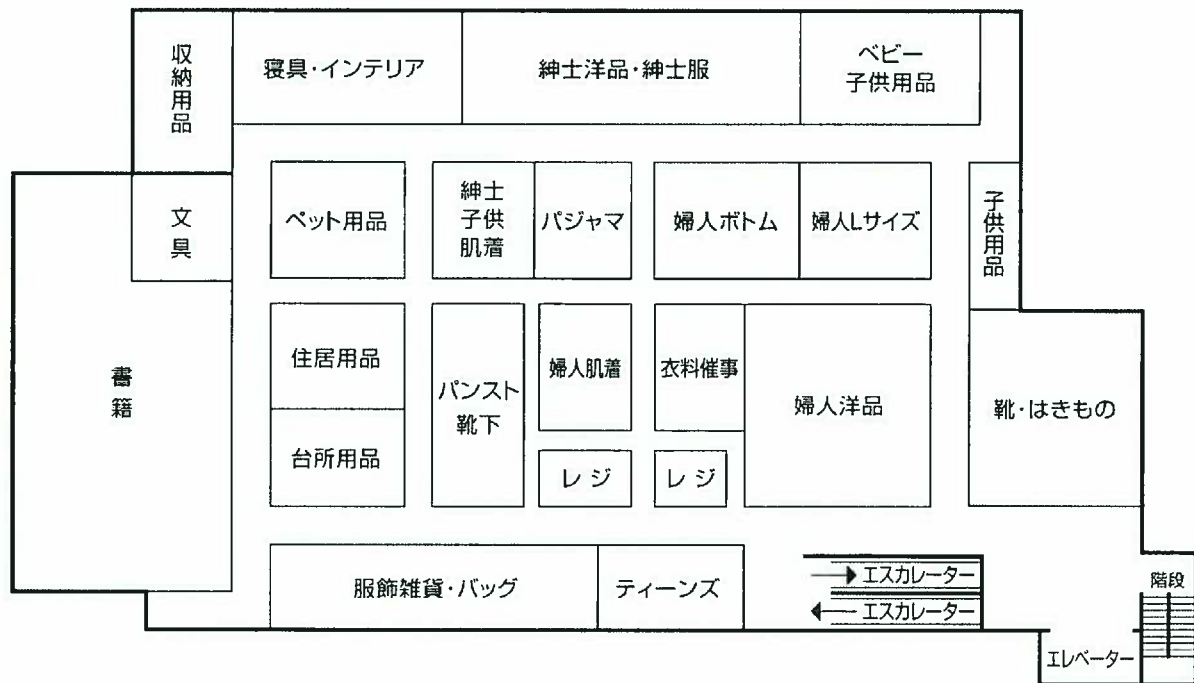 収納用品
寝具・インテリア
紳士洋品・紳士服
ベビー
子供用品
文具
ペット用品
紳士
子供
肌着
パジャマ
婦人ボトム
婦人Lサイズ
子供用品
書籍
住居用品
台所用品
パンスト
靴下
婦人肌着
衣料催事
婦人洋品
靴・はきもの
レジ
レジ
服飾雑貨・バッグ
ティーンズ
エスカレーター
エスカレーター
階段
エレベーター